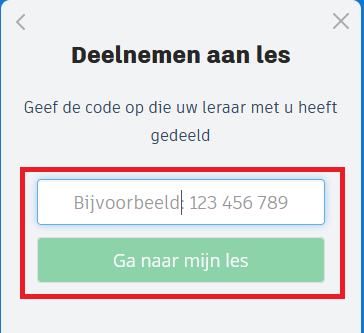 Deelnemen aan les
Geef de code op die uw leraar met u heeft
gedeeld
Bijvoorbeeld: 123 456 789
Ga naar mijn les